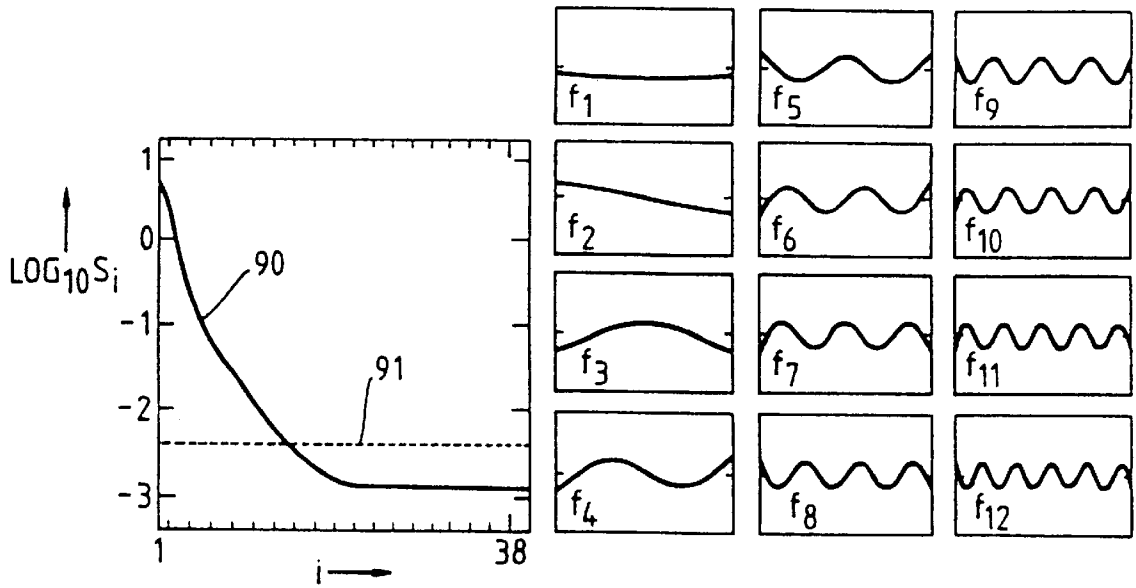 1
0
-1
-2
-3
LOG₁₀Sᵢ
90
91
1
38
i
f₁
f₂
f₃
f₄
f₅
f₆
f₇
f₈
f₉
f₁₀
f₁₁
f₁₂